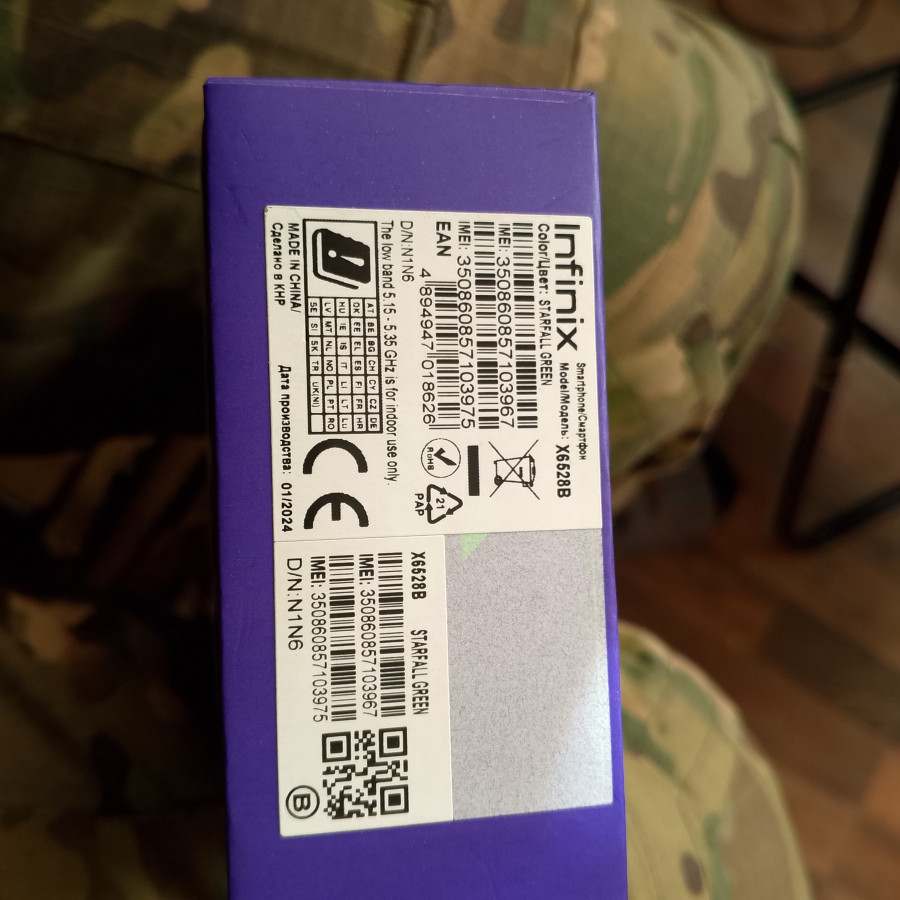 Infinix
Smartphone/Смартфон
Model/Модель: X6528B
Color/Цвет: STARFALL GREEN
IMEI: 350860857103967
IMEI: 350860857103975
EAN
4 894947 018626
RoHS
21
PAP
D/N:N1N6
The low band 5.15 - 5.35 GHz is for indoor use only.
AT BE BG CH CY CZ DE
DK EE EL ES FI FR HR
HU IE IS IT LI LT LU
LV MT NL NO PL PT RO
SE SI SK TR UK(NI)
CE
MADE IN CHINA/
Сделано в КНР
Дата производства: 01/2024
X6528B STARFALL GREEN
IMEI: 350860857103967
IMEI: 350860857103975
D/N:N1N6
B